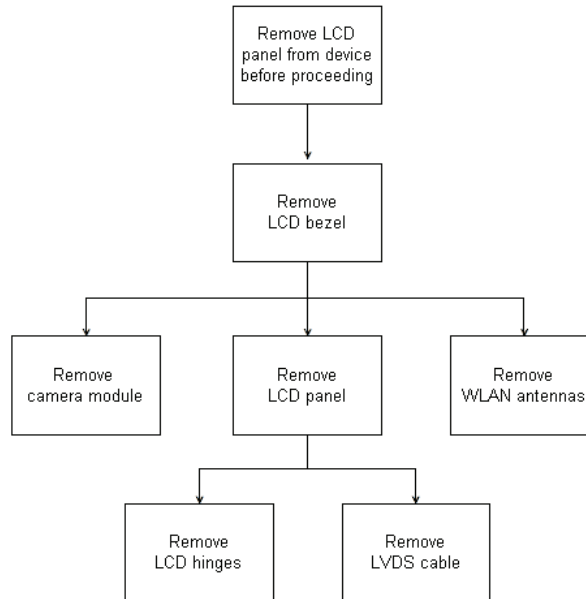 Remove LCD
panel from device
before proceeding
Remove
LCD bezel
Remove
camera module
Remove
LCD panel
Remove
WLAN antennas
Remove
LCD hinges
Remove
LVDS cable